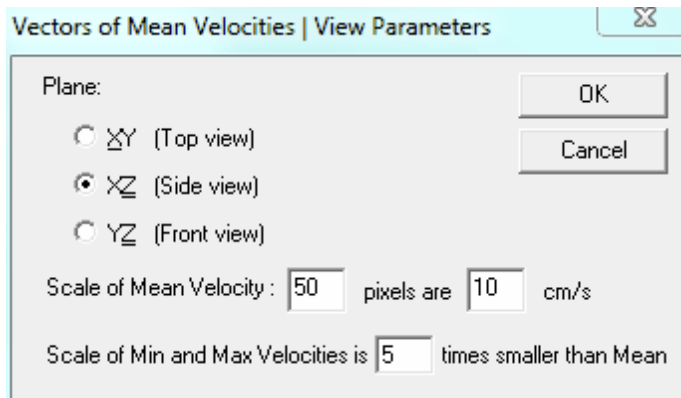 Vectors of Mean Velocities | View Parameters
Plane:
OK
XY (Top view)
Cancel
XZ (Side view)
YZ (Front view)
Scale of Mean Velocity : 50 pixels are 10 cm/s
Scale of Min and Max Velocities is 5 times smaller than Mean